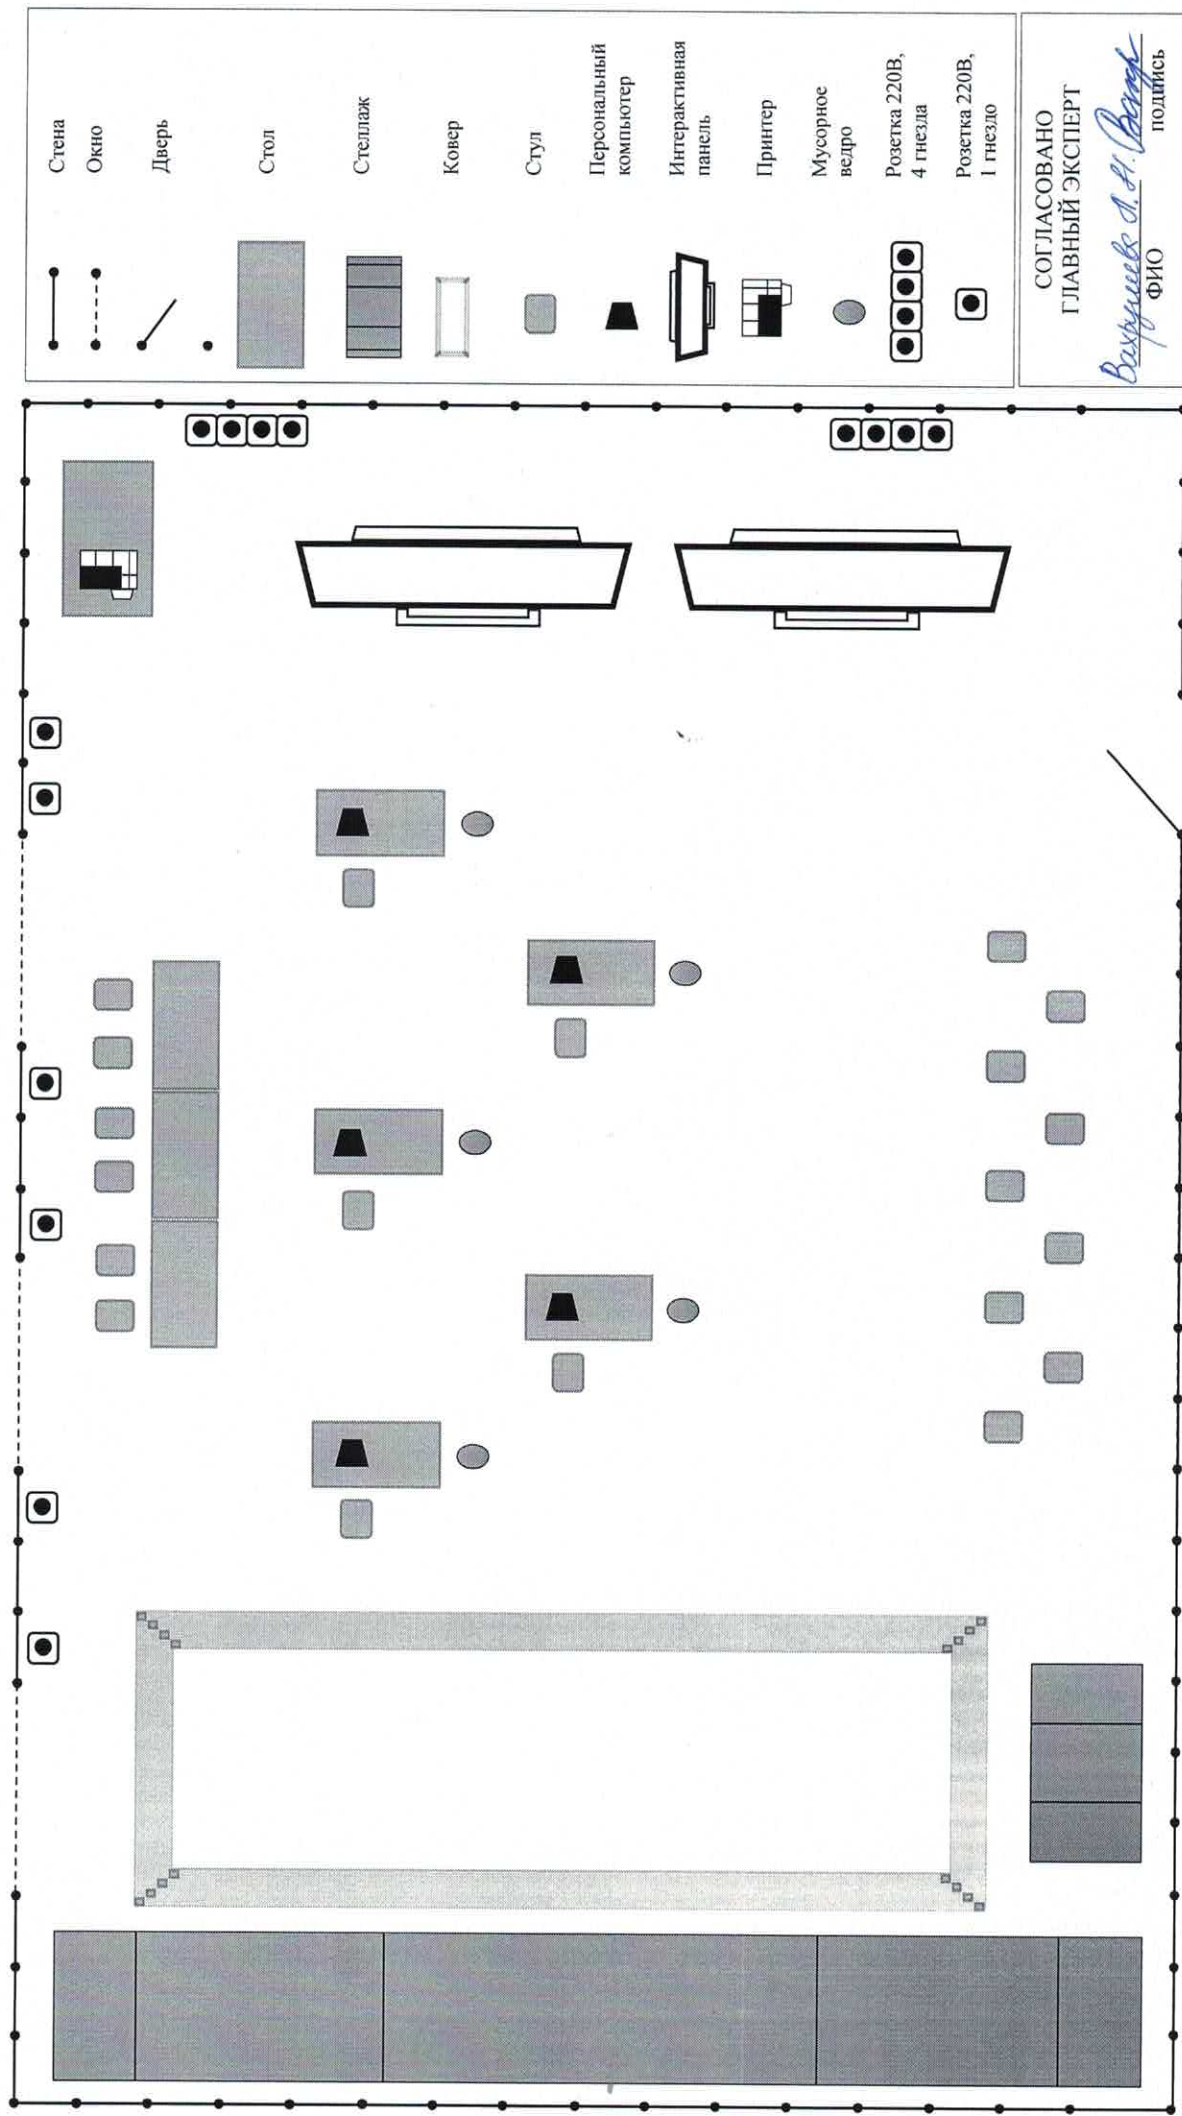 Стена
Окно
Дверь
Стол
Стеллаж
Ковер
Стул
Персональный
компьютер
Интерактивная
панель
Принтер
Мусорное
ведро
Розетка 220В,
4 гнезда
Розетка 220В,
1 гнездо
СОГЛАСОВАНО
ГЛАВНЫЙ ЭКСПЕРТ
Вахрушева Л.Н.
ФИО
подпись